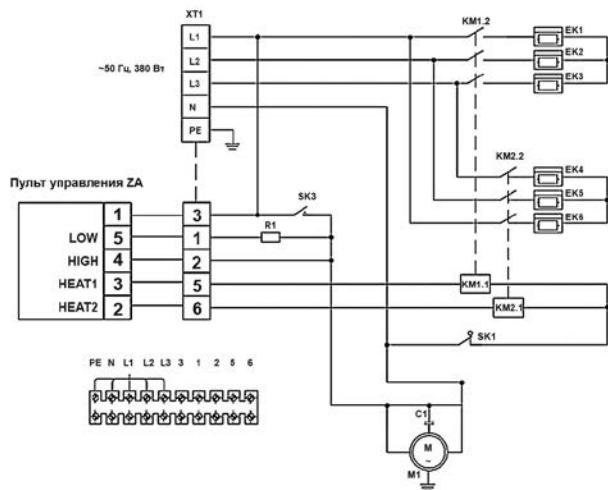 XT1
L1
L2
L3
N
PE
~50 Гц, 380 Вт
KM1.2
EK1
EK2
EK3
KM2.2
EK4
EK5
EK6
Пульт управления ZA
1 3
LOW 5 1
HIGH 4 2
HEAT1 3 5
HEAT2 2 6
SK3
R1
KM1.1
KM2.1
SK1
PE N L1 L2 L3 3 1 2 5 6
C1
M
~
M1